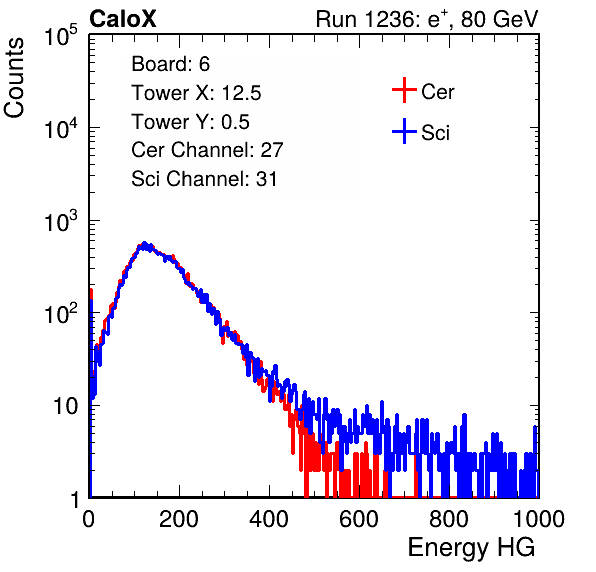 CaloX Run 1236: e⁺, 80 GeV
Counts
10⁵
10⁴
10³
10²
10
1
Board: 6
Tower X: 12.5
Tower Y: 0.5
Cer Channel: 27
Sci Channel: 31
Cer
Sci
0 200 400 600 800 1000
Energy HG